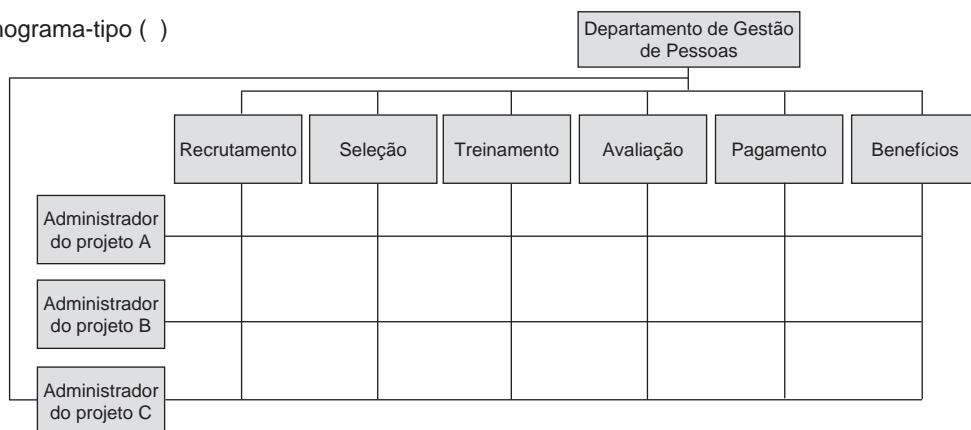 nograma-tipo ( )
Departamento de Gestão
de Pessoas
Recrutamento
Seleção
Treinamento
Avaliação
Pagamento
Benefícios
Administrador
do projeto A
Administrador
do projeto B
Administrador
do projeto C